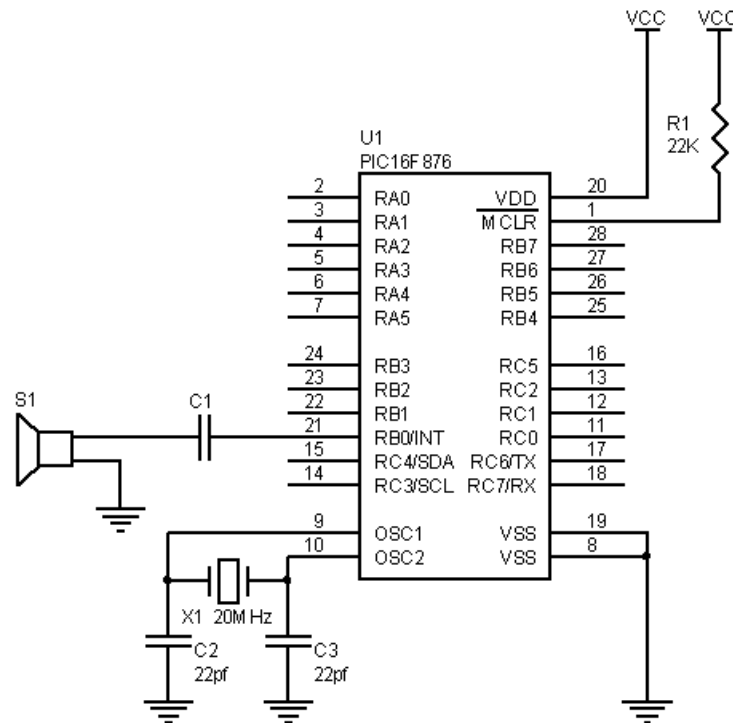 VCC VCC
R1
22K
U1
PIC16F876
2 RA0 VDD 20
3 RA1 MCLR 1
4 RA2 RB7 28
5 RA3 RB6 27
6 RA4 RB5 26
7 RA5 RB4 25
24 RB3 RC5 16
23 RB2 RC2 13
22 RB1 RC1 12
S1 C1
21 RB0/INT RC0 11
15 RC4/SDA RC6/TX 17
14 RC3/SCL RC7/RX 18
9 OSC1 VSS 19
10 OSC2 VSS 8
X1 20MHz
C2 C3
22pf 22pf